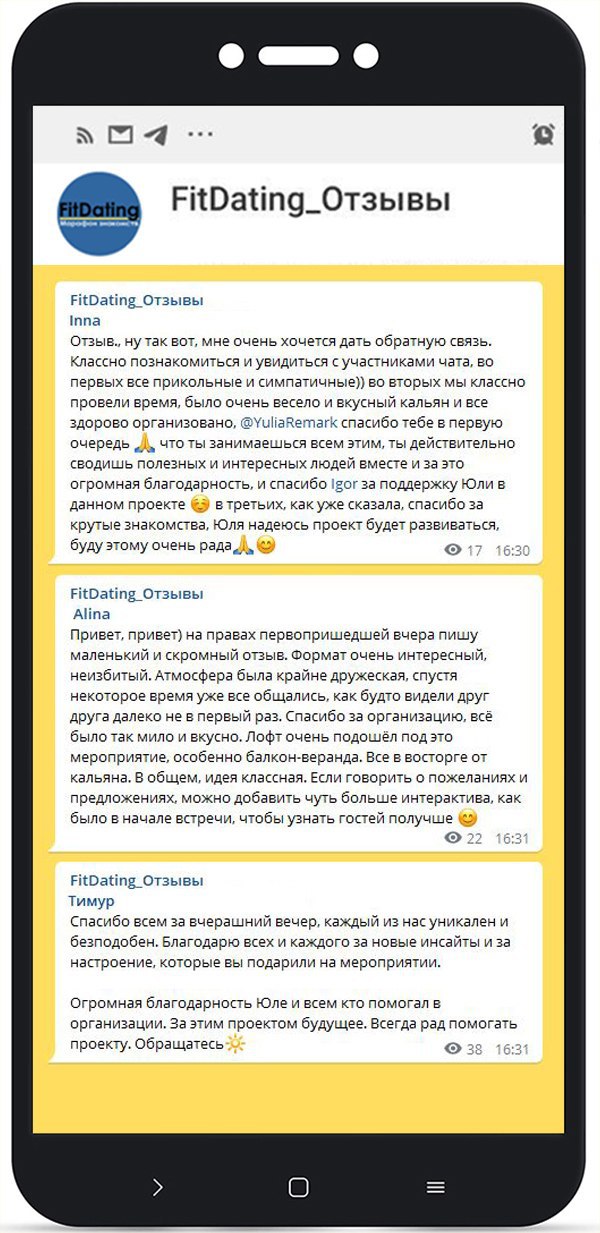 FitDating
Марафон знакомств
FitDating_Отзывы
FitDating_Отзывы
Inna
Отзыв., ну так вот, мне очень хочется дать обратную связь.
Классно познакомиться и увидиться с участниками чата, во
первых все прикольные и симпатичные)) во вторых мы классно
провели время, было очень весело и вкусный кальян и все
здорово организовано, @YuliaRemark спасибо тебе в первую
очередь 🙏 что ты занимаешься всем этим, ты действительно
сводишь полезных и интересных людей вместе и за это
огромная благодарность, и спасибо Igor за поддержку Юли в
данном проекте ☺️ в третьих, как уже сказала, спасибо за
крутые знакомства, Юля надеюсь проект будет развиваться,
буду этому очень рада🙏😊
17 16:30
FitDating_Отзывы
Alina
Привет, привет) на правах первопришедшей вчера пишу
маленький и скромный отзыв. Формат очень интересный,
неизбитый. Атмосфера была крайне дружеская, спустя
некоторое время уже все общались, как будто видели друг
друга далеко не в первый раз. Спасибо за организацию, всё
было так мило и вкусно. Лофт очень подошёл под это
мероприятие, особенно балкон-веранда. Все в восторге от
кальяна. В общем, идея классная. Если говорить о пожеланиях и
предложениях, можно добавить чуть больше интерактива, как
было в начале встречи, чтобы узнать гостей получше 😊
22 16:31
FitDating_Отзывы
Тимур
Спасибо всем за вчерашний вечер, каждый из нас уникален и
безподобен. Благодарю всех и каждого за новые инсайты и за
настроение, которые вы подарили на мероприятии.
Огромная благодарность Юле и всем кто помогал в
организации. За этим проектом будущее. Всегда рад помогать
проекту. Обращатесь☀️
38 16:31